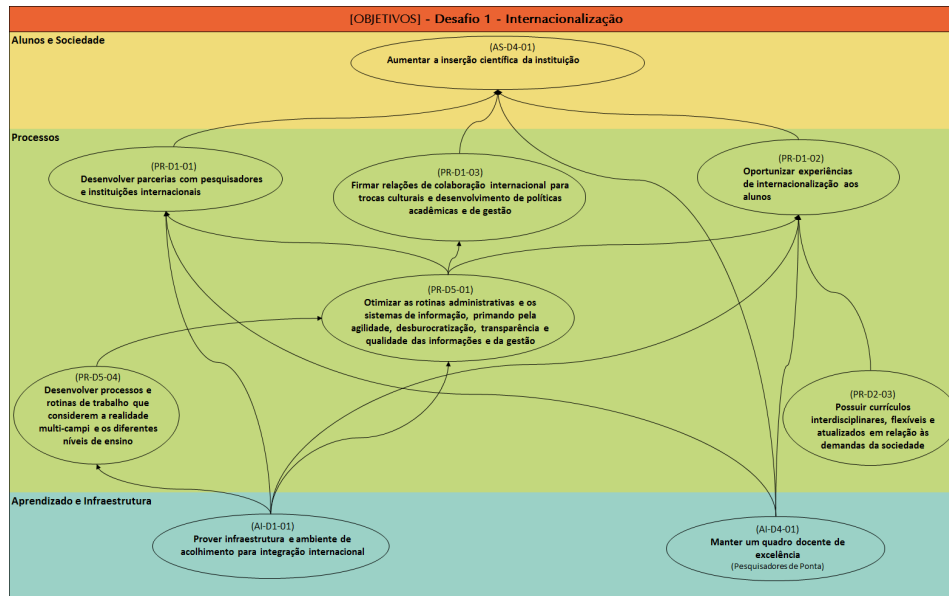 [OBJETIVOS] - Desafio 1 - Internacionalização
Alunos e Sociedade
(AS-D4-01)
Aumentar a inserção científica da instituição
Processos
(PR-D1-01)
Desenvolver parcerias com pesquisadores
e instituições internacionais
(PR-D1-03)
Firmar relações de colaboração internacional para
trocas culturais e desenvolvimento de políticas
acadêmicas e de gestão
(PR-D1-02)
Oportunizar experiências
de internacionalização aos
alunos
(PR-D5-01)
Otimizar as rotinas administrativas e os
sistemas de informação, primando pela
agilidade, desburocratização, transparência e
qualidade das informações e da gestão
(PR-D5-04)
Desenvolver processos e
rotinas de trabalho que
considerem a realidade
multi-campi e os diferentes
níveis de ensino
(PR-D2-03)
Possuir currículos
interdisciplinares, flexíveis e
atualizados em relação às
demandas da sociedade
Aprendizado e Infraestrutura
(AI-D1-01)
Prover infraestrutura e ambiente de
acolhimento para integração internacional
(AI-D4-01)
Manter um quadro docente de
excelência
(Pesquisadores de Ponta)